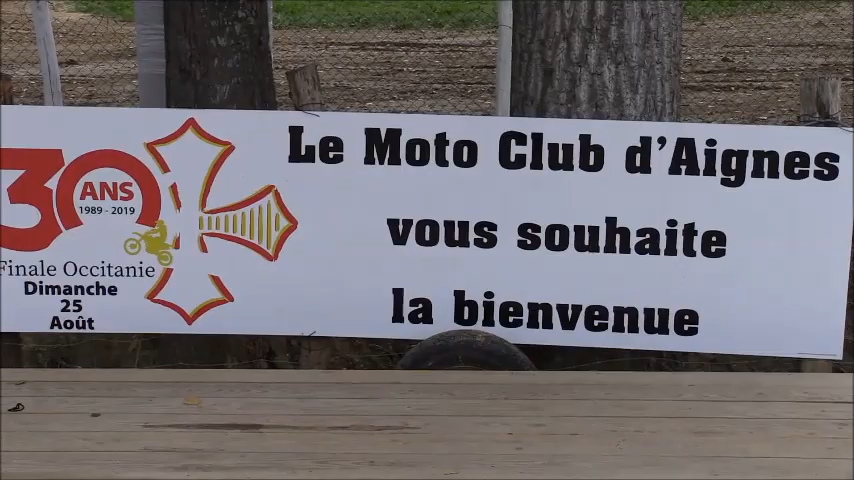 30
ANS
1989 - 2019
Finale Occitanie
Dimanche
25
Août
Le Moto Club d'Aignes
vous souhaite
la bienvenue